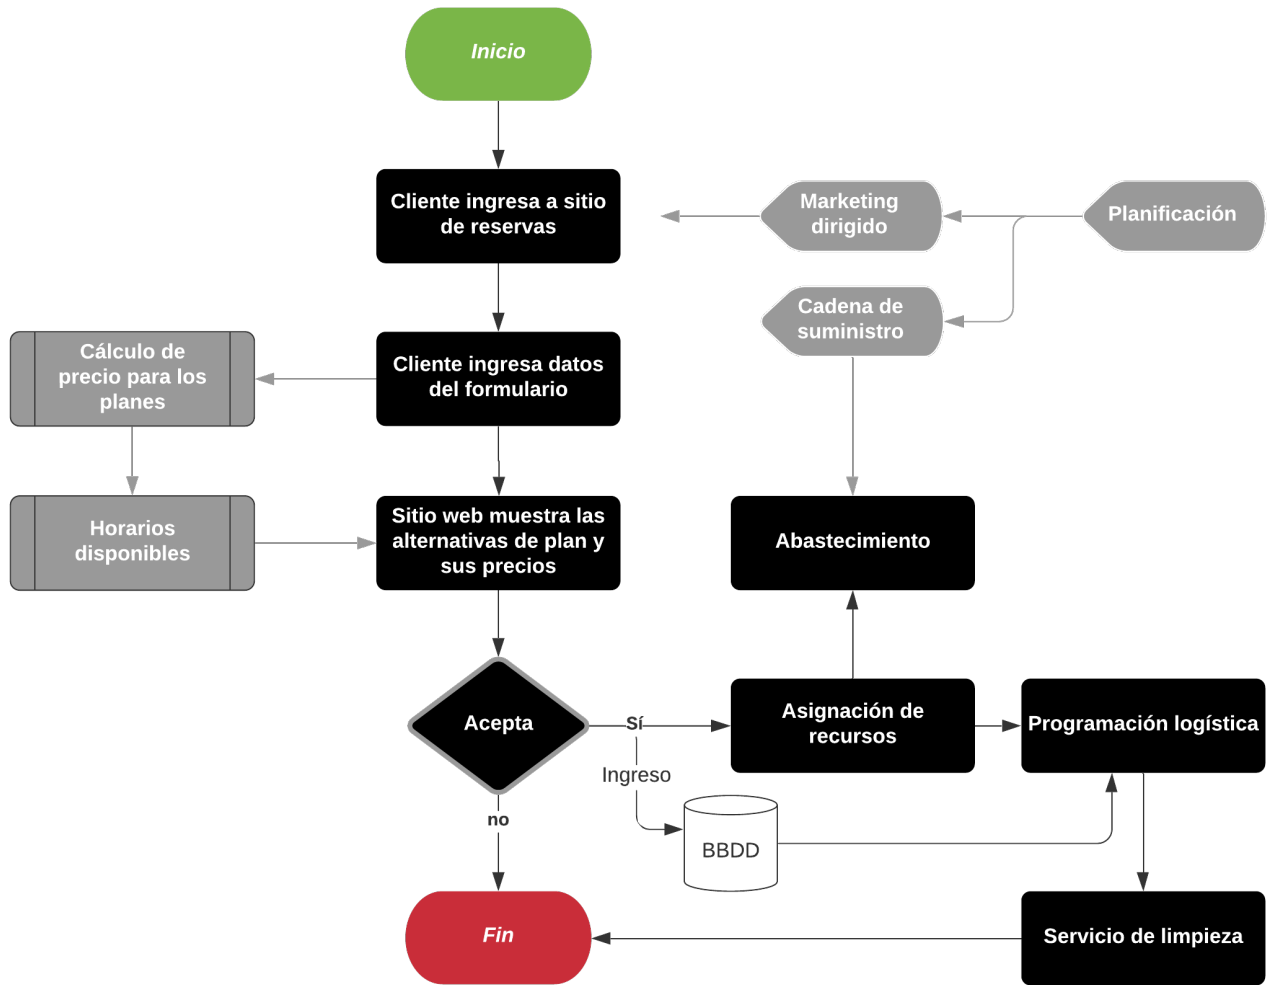 Inicio
Cliente ingresa a sitio
de reservas
Marketing
dirigido
Planificación
Cadena de
suministro
Cálculo de
precio para los
planes
Cliente ingresa datos
del formulario
Horarios
disponibles
Sitio web muestra las
alternativas de plan y
sus precios
Abastecimiento
Acepta
Sí
Asignación de
recursos
Programación logística
Ingreso
no
BBDD
Fin
Servicio de limpieza